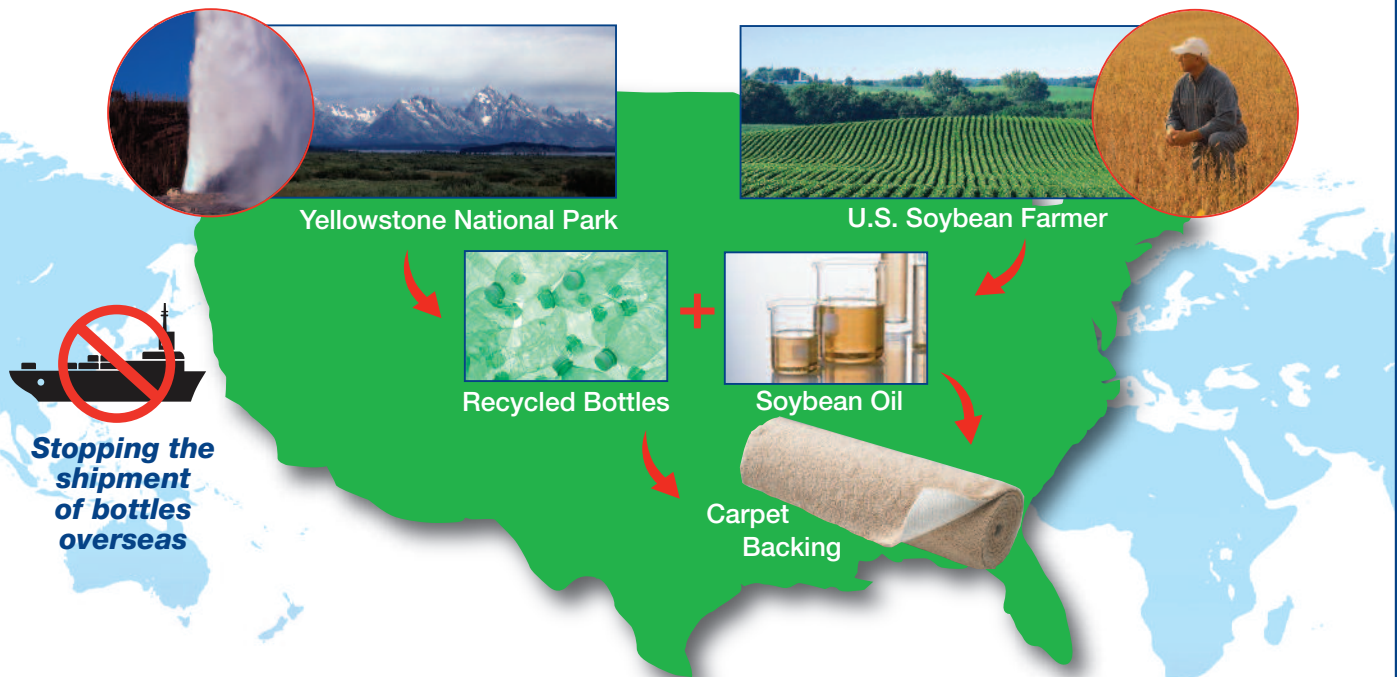 Yellowstone National Park
U.S. Soybean Farmer
Recycled Bottles
+
Soybean Oil
Stopping the
shipment
of bottles
overseas
Carpet
Backing